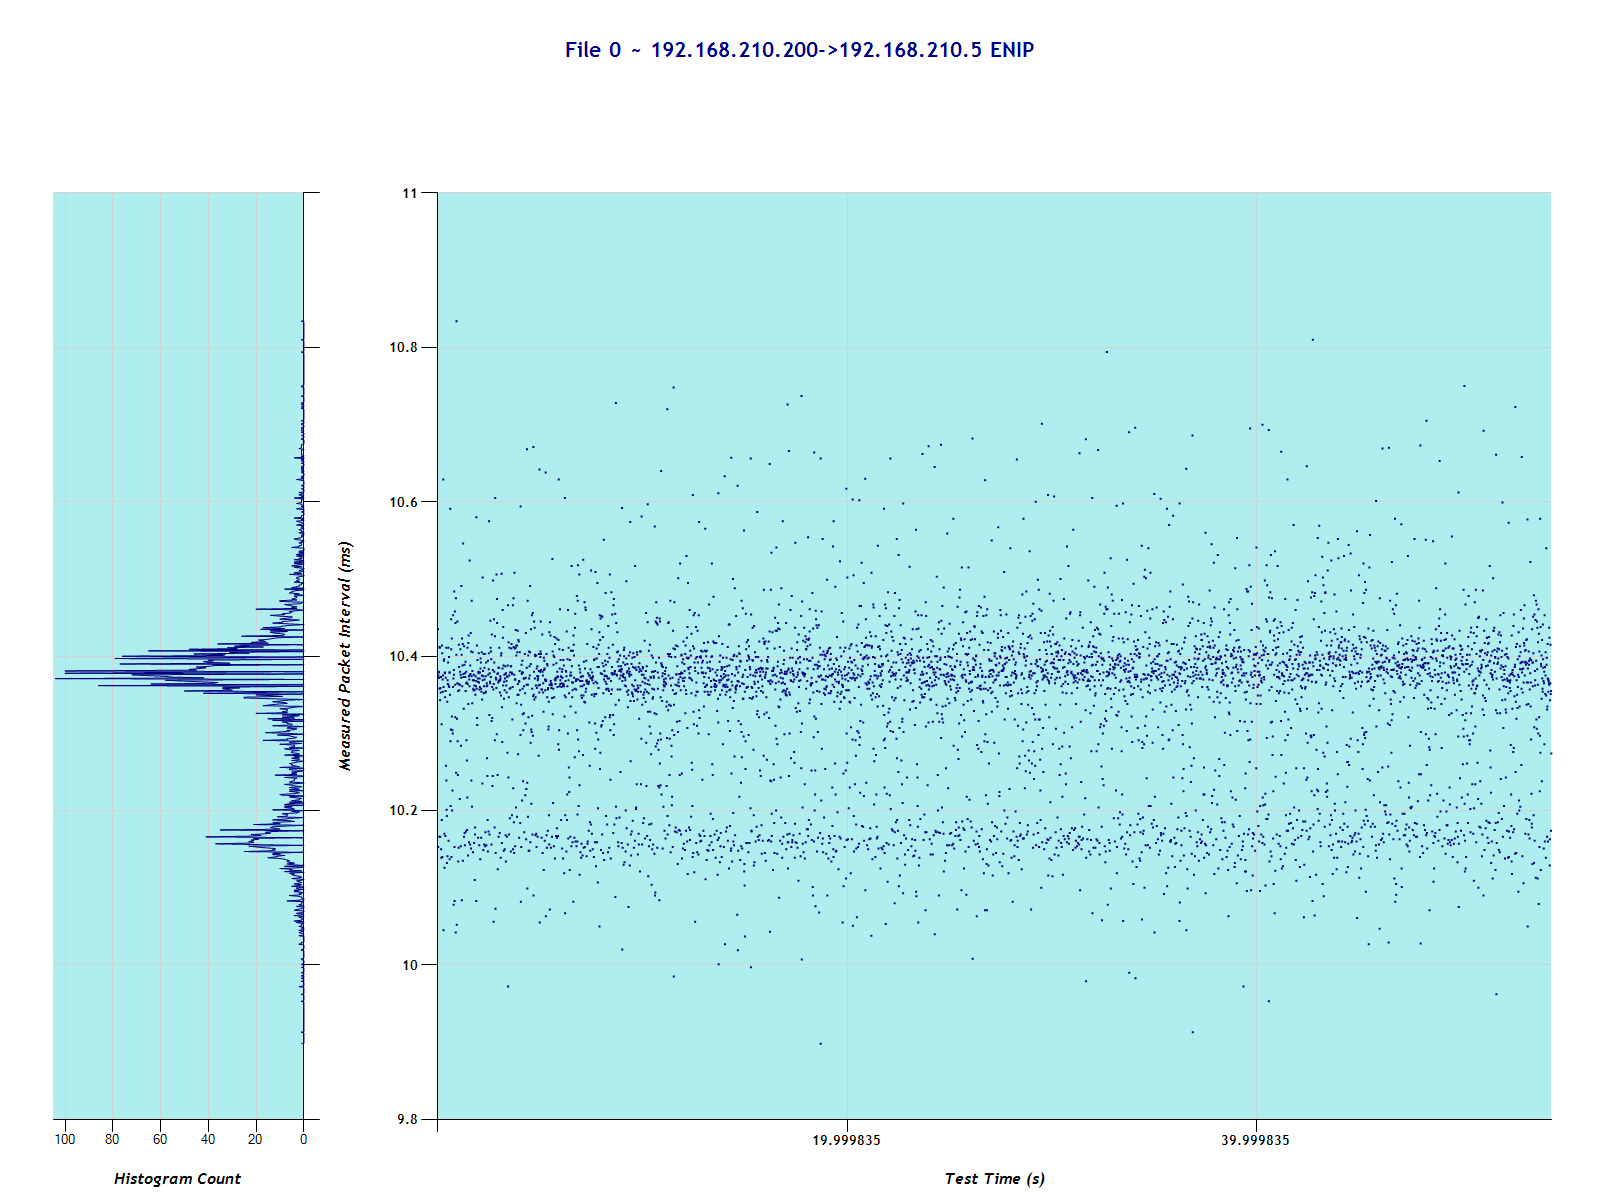 File 0 ~ 192.168.210.200->192.168.210.5 ENIP
11
10.8
10.6
10.4
10.2
10
9.8
Measured Packet Interval (ms)
100 80 60 40 20 0
19.999835 39.999835
Histogram Count
Test Time (s)